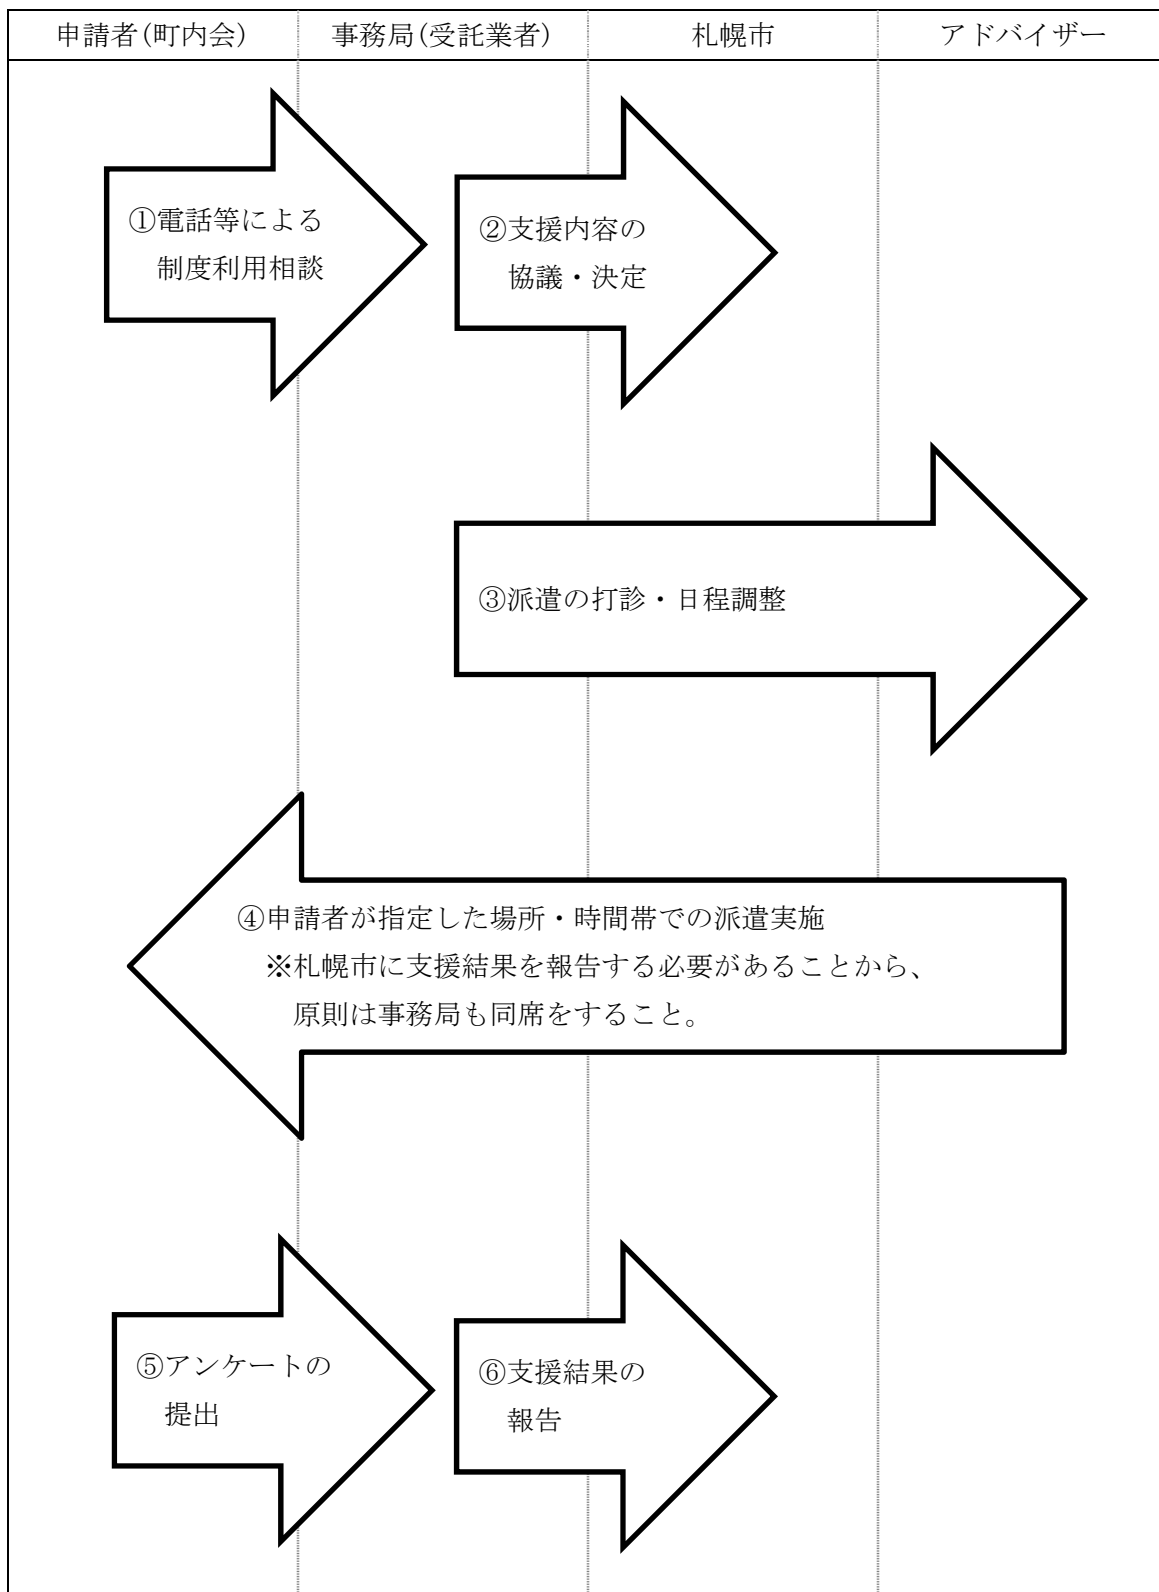 申請者(町内会) 事務局(受託業者) 札幌市 アドバイザー
①電話等による
制度利用相談
②支援内容の
協議・決定
③派遣の打診・日程調整
④申請者が指定した場所・時間帯での派遣実施
※札幌市に支援結果を報告する必要があることから、
原則は事務局も同席をすること。
⑤アンケートの
提出
⑥支援結果の
報告